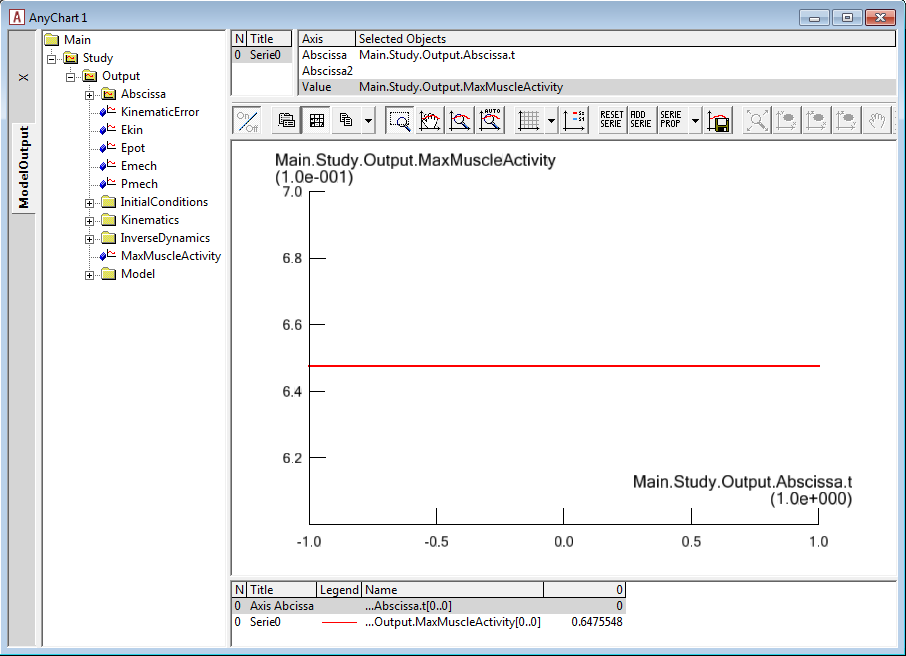 AnyChart 1
X
ModelOutput
Main
Study
Output
Abscissa
KinematicError
Ekin
Epot
Emech
Pmech
InitialConditions
Kinematics
InverseDynamics
MaxMuscleActivity
Model
N Title
0 Serie0
Axis Selected Objects
Abscissa Main.Study.Output.Abscissa.t
Abscissa2
Value Main.Study.Output.MaxMuscleActivity
On/Off
AUTO
RESET SERIE
ADD SERIE
SERIE PROP
Main.Study.Output.MaxMuscleActivity
(1.0e-001)
7.0
6.8
6.6
6.4
6.2
Main.Study.Output.Abscissa.t
(1.0e+000)
-1.0 -0.5 0.0 0.5 1.0
N Title Legend Name 0
0 Axis Abcissa ...Abscissa.t[0..0] 0
0 Serie0 ...Output.MaxMuscleActivity[0..0] 0.6475548